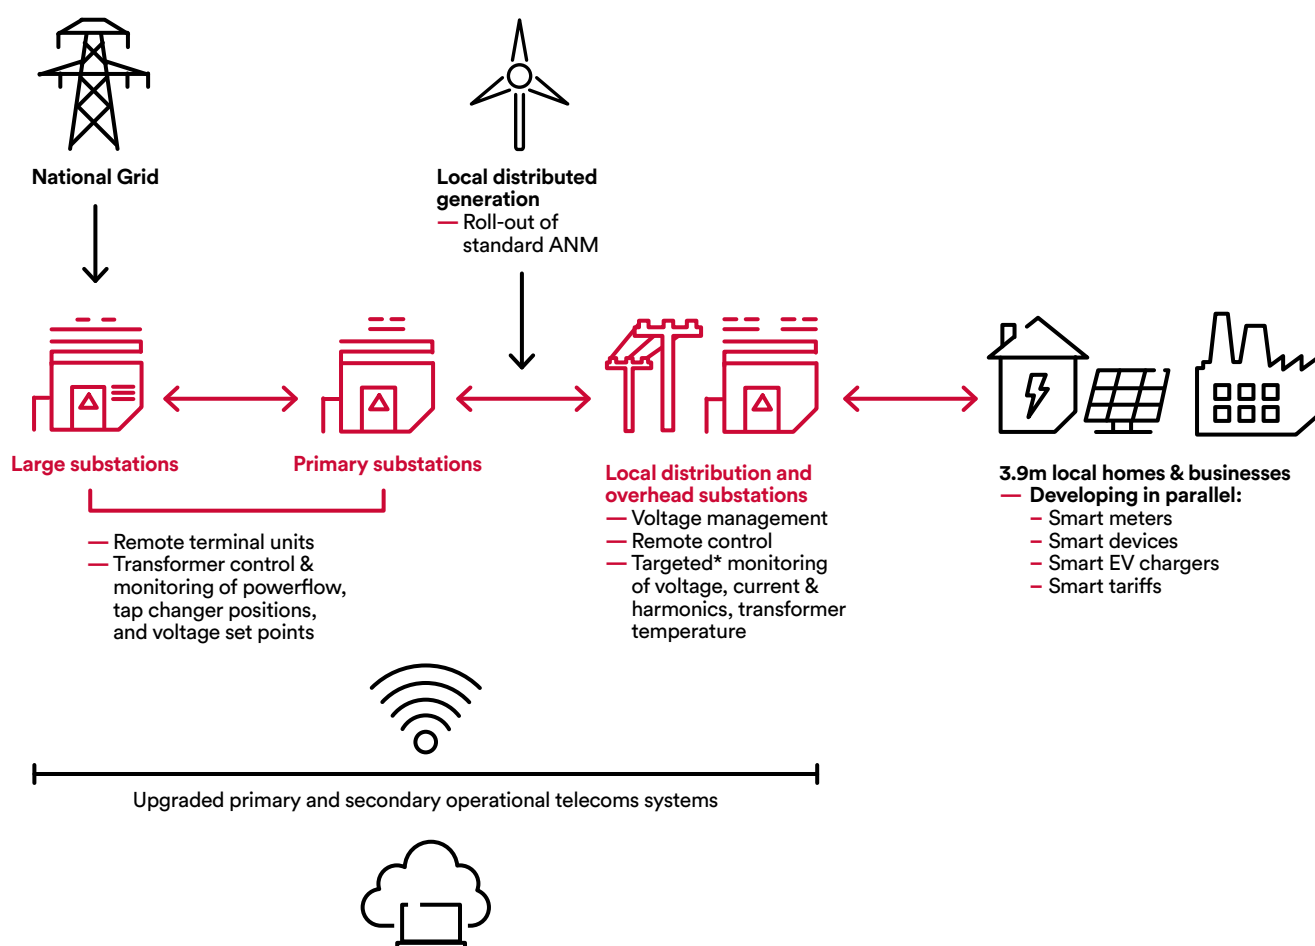 National Grid
Local distributed
generation
— Roll-out of
standard ANM
Large substations
Primary substations
— Remote terminal units
— Transformer control &
monitoring of powerflow,
tap changer positions,
and voltage set points
Local distribution and
overhead substations
— Voltage management
— Remote control
— Targeted* monitoring
of voltage, current &
harmonics, transformer
temperature
3.9m local homes & businesses
— Developing in parallel:
– Smart meters
– Smart devices
– Smart EV chargers
– Smart tariffs
Upgraded primary and secondary operational telecoms systems